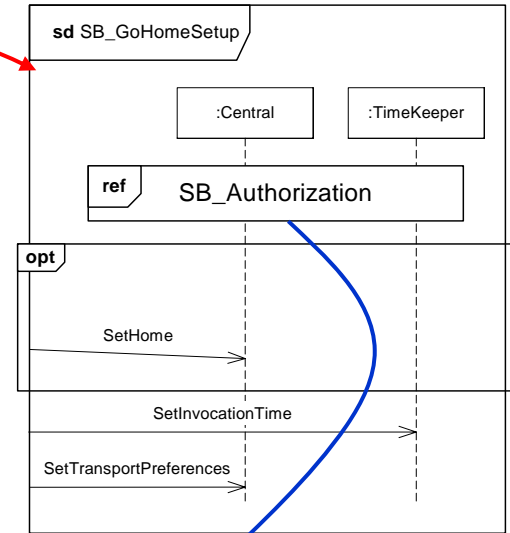 sd SB_GoHomeSetup
:Central
:TimeKeeper
ref
SB_Authorization
opt
SetHome
SetInvocationTime
SetTransportPreferences